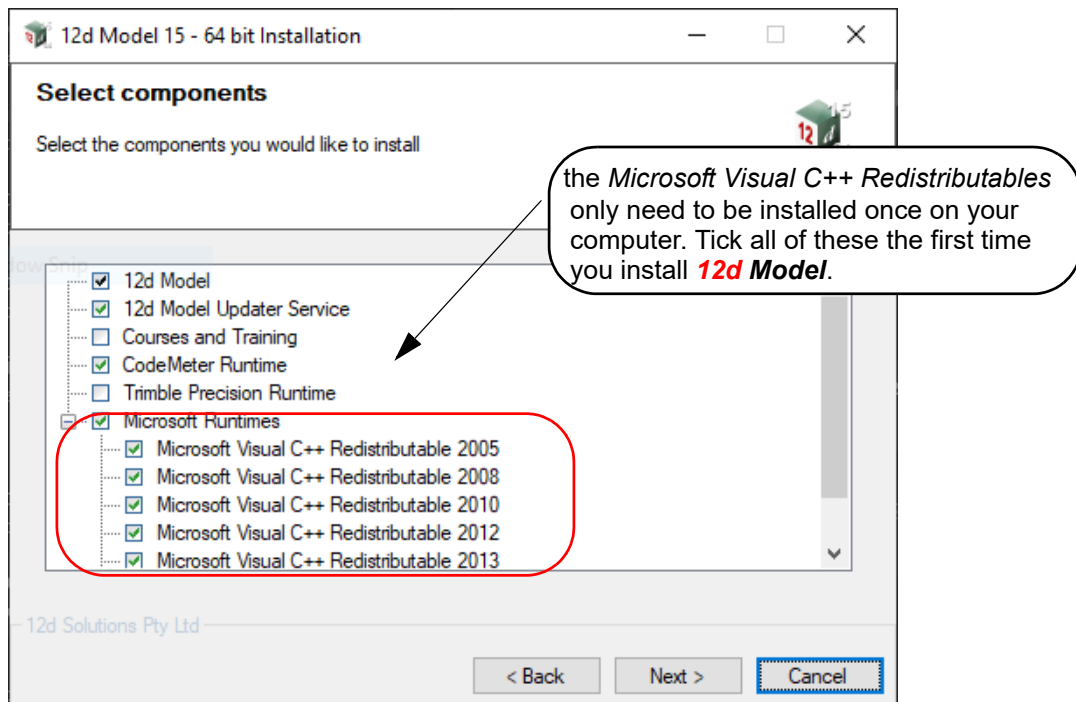 12d Model 15 - 64 bit Installation
Select components
Select the components you would like to install
15
12 d
the Microsoft Visual C++ Redistributables
only need to be installed once on your
computer. Tick all of these the first time
you install 12d Model.
Snip
12d Model
12d Model Updater Service
Courses and Training
CodeMeter Runtime
Trimble Precision Runtime
Microsoft Runtimes
Microsoft Visual C++ Redistributable 2005
Microsoft Visual C++ Redistributable 2008
Microsoft Visual C++ Redistributable 2010
Microsoft Visual C++ Redistributable 2012
Microsoft Visual C++ Redistributable 2013
12d Solutions Pty Ltd
< Back Next > Cancel